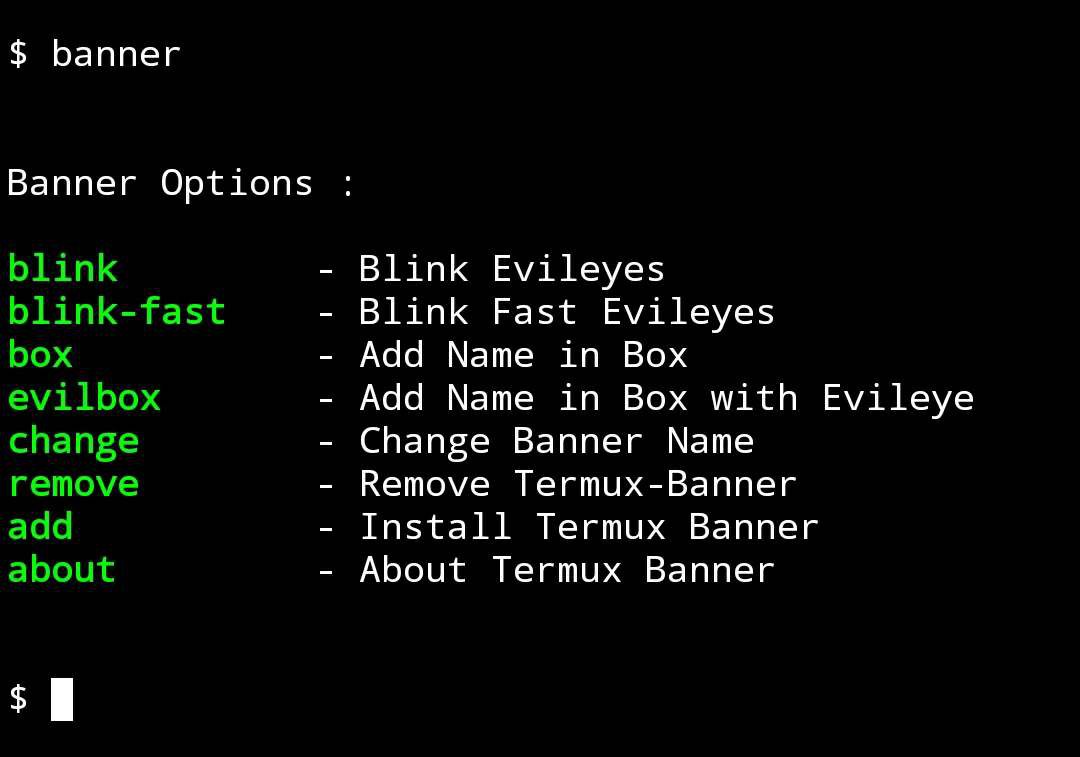 $ banner
Banner Options :
blink - Blink Evileyes
blink-fast - Blink Fast Evileyes
box - Add Name in Box
evilbox - Add Name in Box with Evileye
change - Change Banner Name
remove - Remove Termux-Banner
add - Install Termux Banner
about - About Termux Banner
$